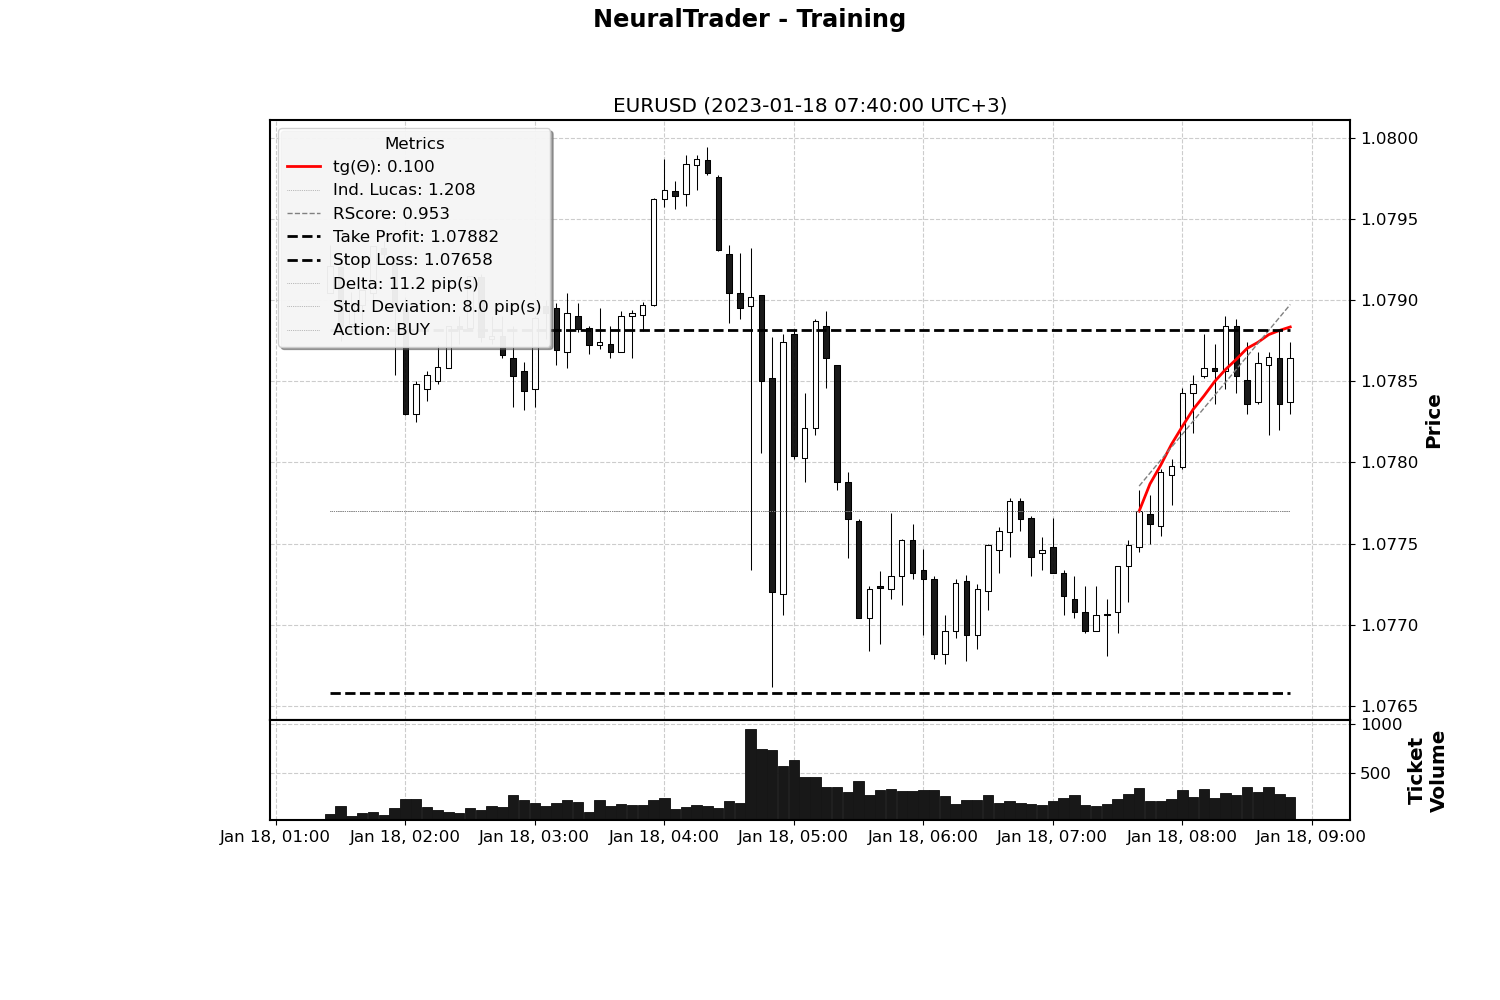 NeuralTrader - Training
EURUSD (2023-01-18 07:40:00 UTC+3)
Metrics
tg(Θ): 0.100
Ind. Lucas: 1.208
RScore: 0.953
Take Profit: 1.07882
Stop Loss: 1.07658
Delta: 11.2 pip(s)
Std. Deviation: 8.0 pip(s)
Action: BUY
1.0800
1.0795
1.0790
1.0785
1.0780
1.0775
1.0770
1.0765
Price
1000
500
Ticket
Volume
Jan 18, 01:00 Jan 18, 02:00 Jan 18, 03:00 Jan 18, 04:00 Jan 18, 05:00 Jan 18, 06:00 Jan 18, 07:00 Jan 18, 08:00 Jan 18, 09:00